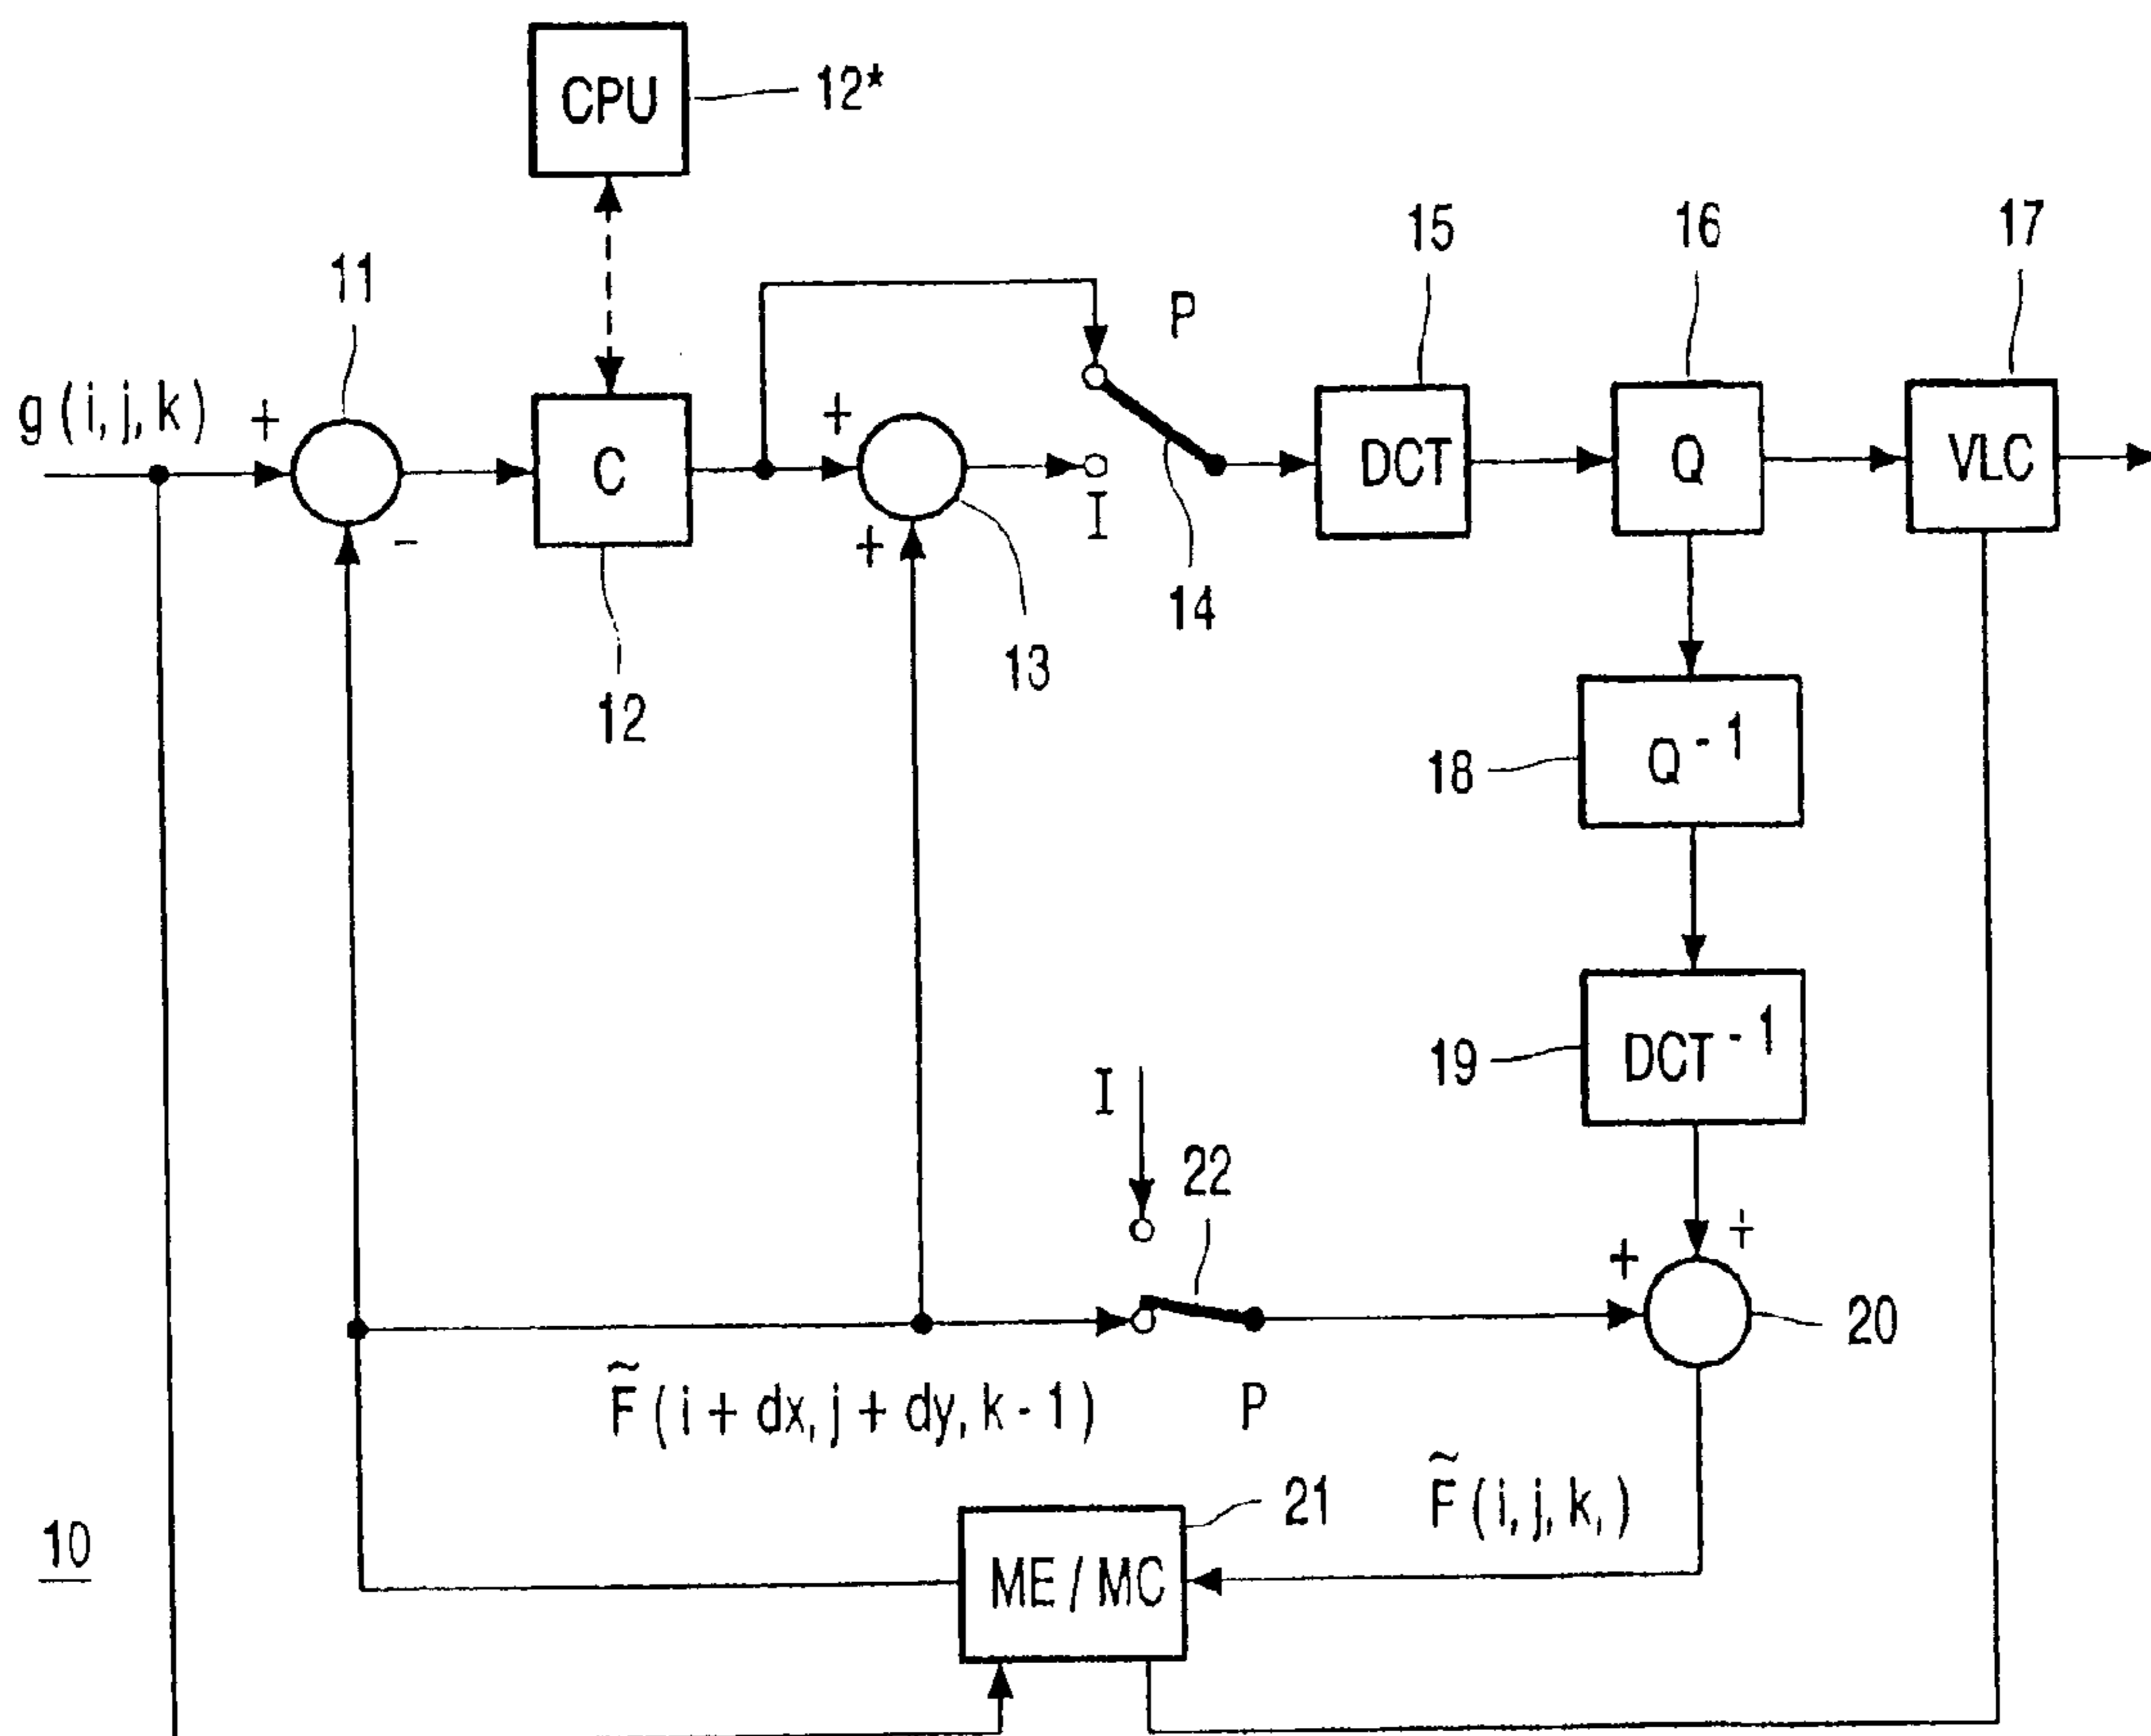 CPU
12*
15
16
17
11
P
g(i,j,k)
+
+
C
DCT
Q
VLC
-
+
I
14
13
12
18
Q-1
19
DCT-1
I
22
+
+
20
F̃(i+dx,j+dy,k-1)
P
F̃(i,j,k,)
21
10
ME/MC